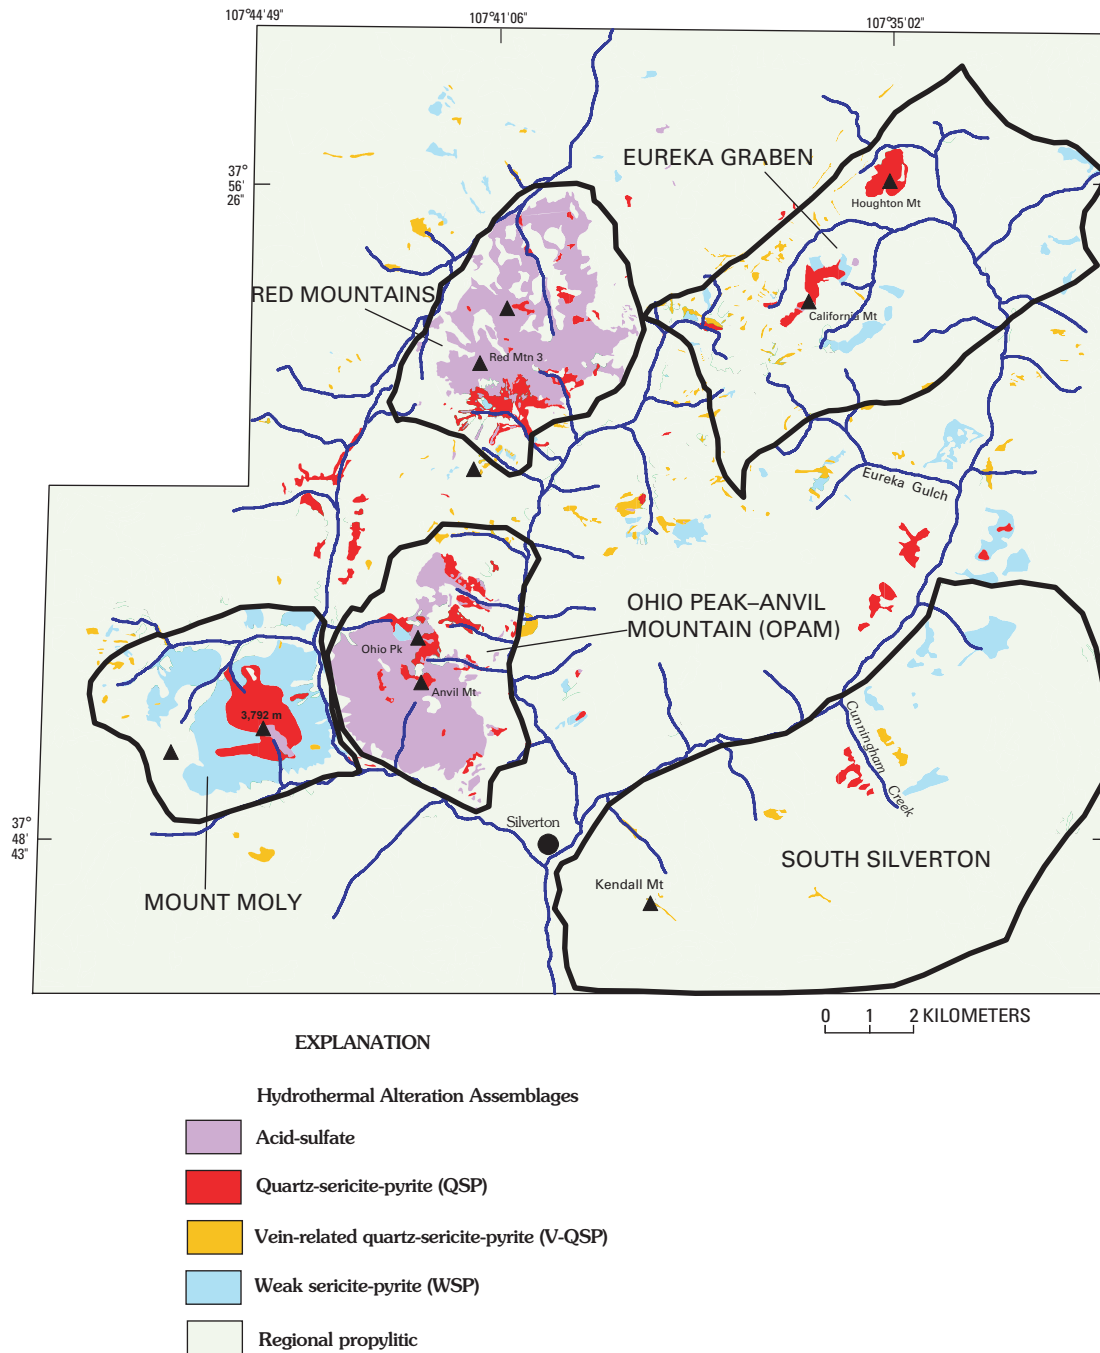 107°44'49"
107°41'06"
107°35'02"
EUREKA GRABEN
37°
56'
26"
Houghton Mt
RED MOUNTAINS
California Mt
Red Mtn 3
Eureka Gulch
OHIO PEAK–ANVIL
MOUNTAIN (OPAM)
Ohio Pk
Anvil Mt
3,792 m
Cunningham
Creek
37°
48'
43"
Silverton
SOUTH SILVERTON
Kendall Mt
MOUNT MOLY
0 1 2 KILOMETERS
EXPLANATION
Hydrothermal Alteration Assemblages
Acid-sulfate
Quartz-sericite-pyrite (QSP)
Vein-related quartz-sericite-pyrite (V-QSP)
Weak sericite-pyrite (WSP)
Regional propylitic